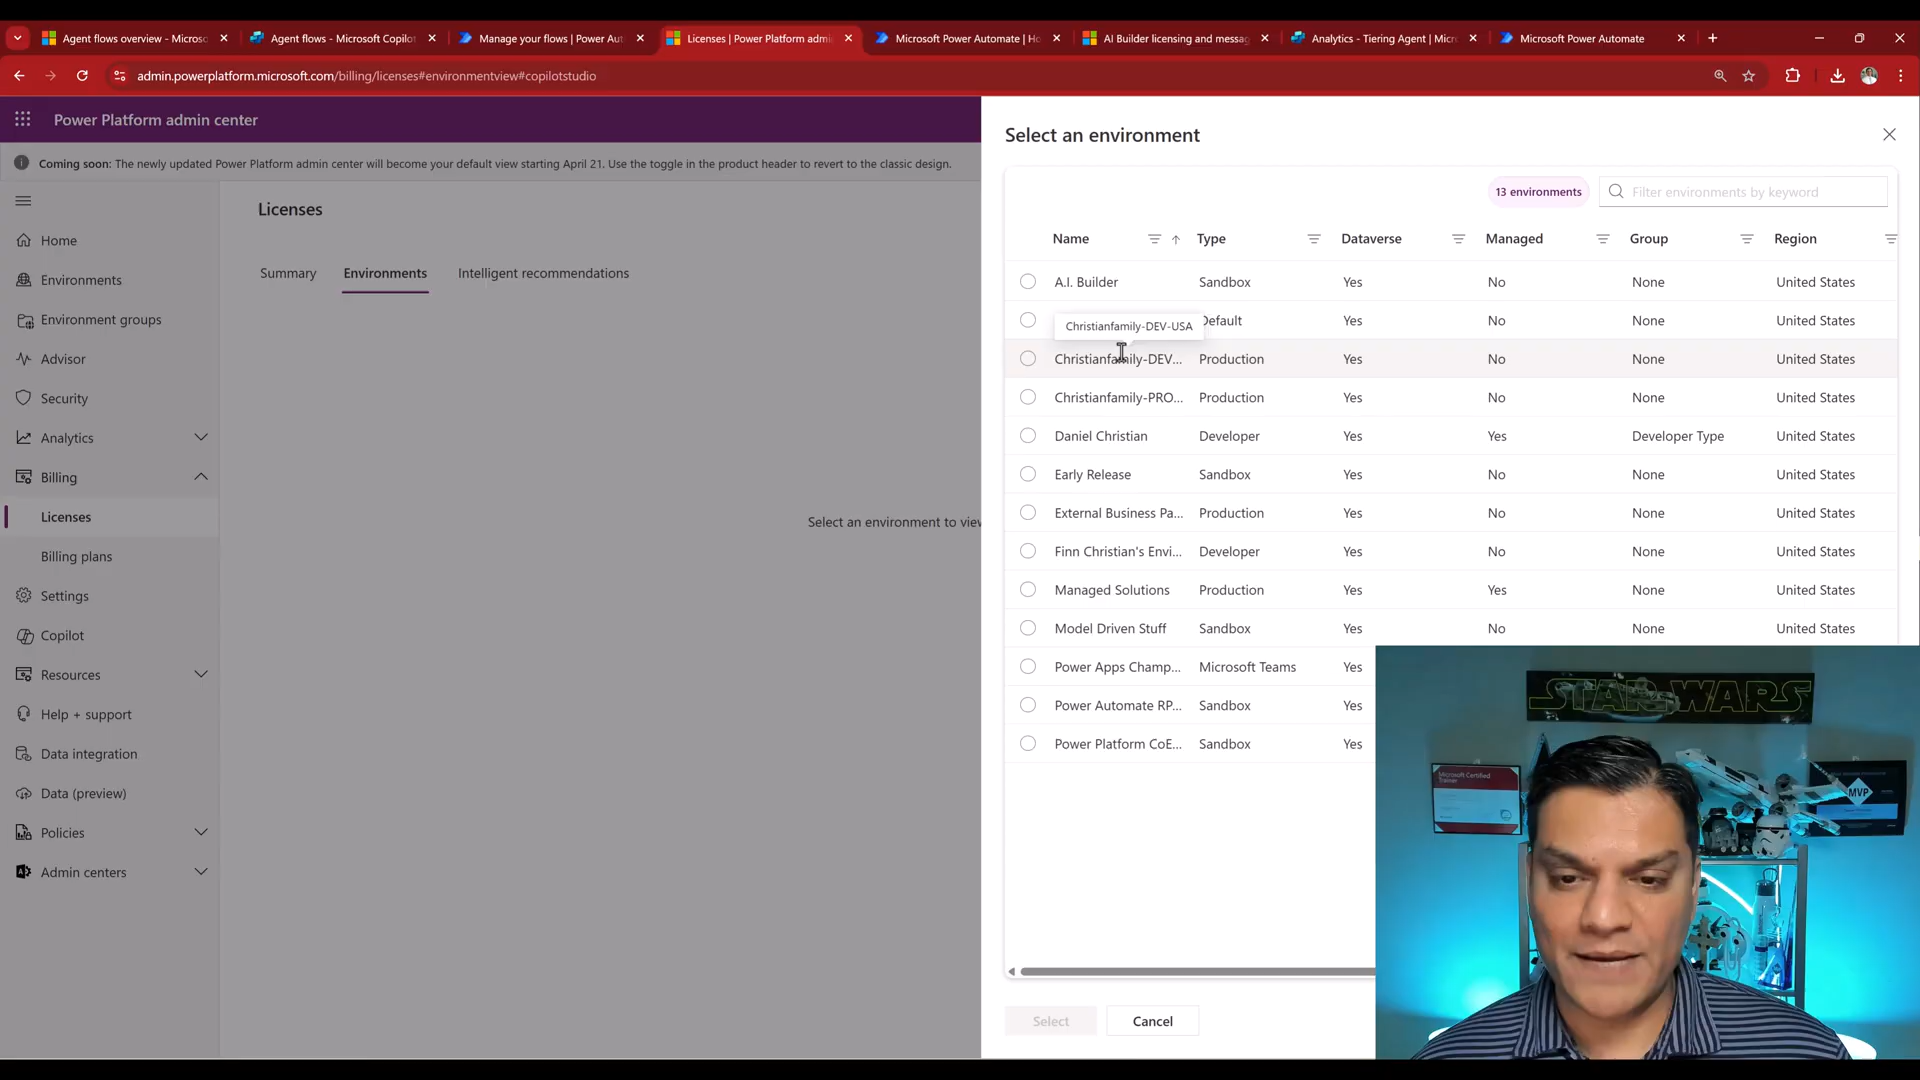 Agent flows overview - Microso
Agent flows - Microsoft Copilot
Manage your flows | Power Aut
Licenses | Power Platform admi
Microsoft Power Automate | Ho
AI Builder licensing and messag
Analytics - Tiering Agent | Micr
Microsoft Power Automate
admin.powerplatform.microsoft.com/billing/licenses#environmentview#copilotstudio
Power Platform admin center
Coming soon: The newly updated Power Platform admin center will become your default view starting April 21. Use the toggle in the product header to revert to the classic design.
Home
Environments
Environment groups
Advisor
Security
Analytics
Billing
Licenses
Billing plans
Settings
Copilot
Resources
Help + support
Data integration
Data (preview)
Policies
Admin centers
Licenses
Summary Environments Intelligent recommendations
Select an environment to view
Select an environment
13 environments Filter environments by keyword
Name Type Dataverse Managed Group Region
A.I. Builder Sandbox Yes No None United States
Default Yes No None United States
Christianfamily-DEV-USA
Christianfamily-DEV... Production Yes No None United States
Christianfamily-PRO... Production Yes No None United States
Daniel Christian Developer Yes Yes Developer Type United States
Early Release Sandbox Yes No None United States
External Business Pa... Production Yes No None United States
Finn Christian's Envi... Developer Yes No None United States
Managed Solutions Production Yes Yes None United States
Model Driven Stuff Sandbox Yes No None United States
Power Apps Champ... Microsoft Teams Yes
Power Automate RP... Sandbox Yes
Power Platform CoE... Sandbox Yes
Select Cancel
STAR WARS
Microsoft Certified
Trainer
MVP